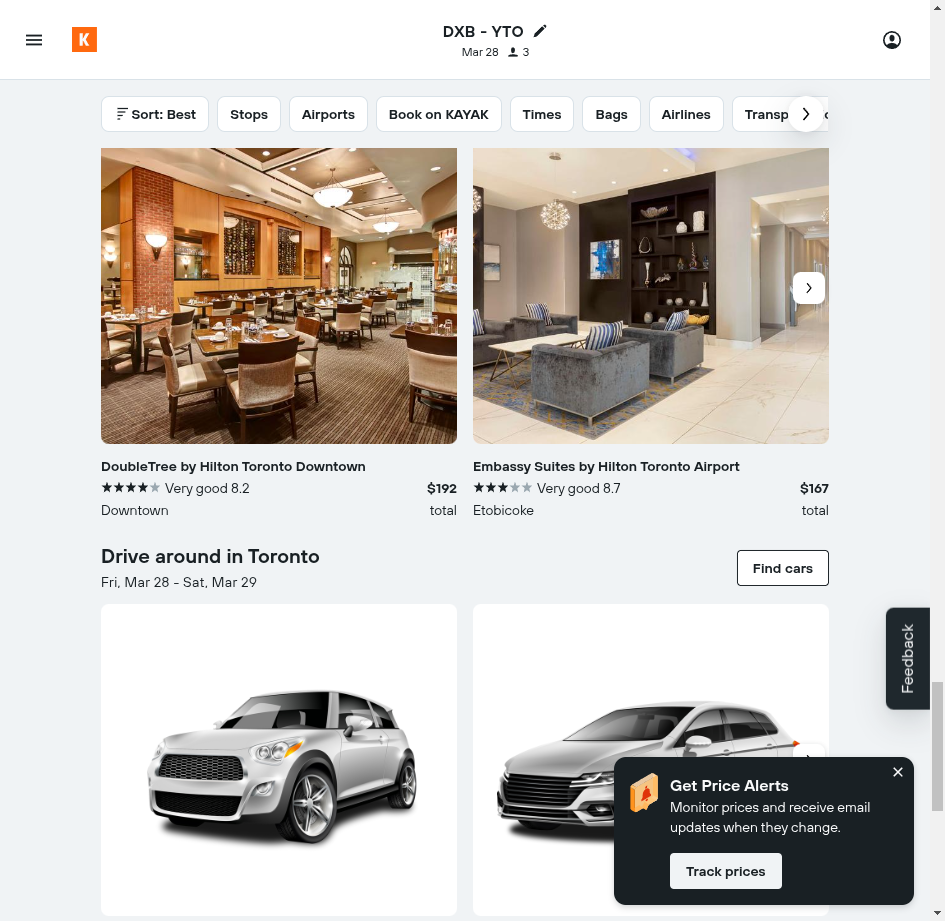 K
DXB - YTO
Mar 28 3
Sort: Best
Stops
Airports
Book on KAYAK
Times
Bags
Airlines
DoubleTree by Hilton Toronto Downtown
Very good 8.2
$192
Downtown
total
Embassy Suites by Hilton Toronto Airport
Very good 8.7
$167
Etobicoke
total
Drive around in Toronto
Fri, Mar 28 - Sat, Mar 29
Find cars
Feedback
Get Price Alerts
Monitor prices and receive email
updates when they change.
Track prices